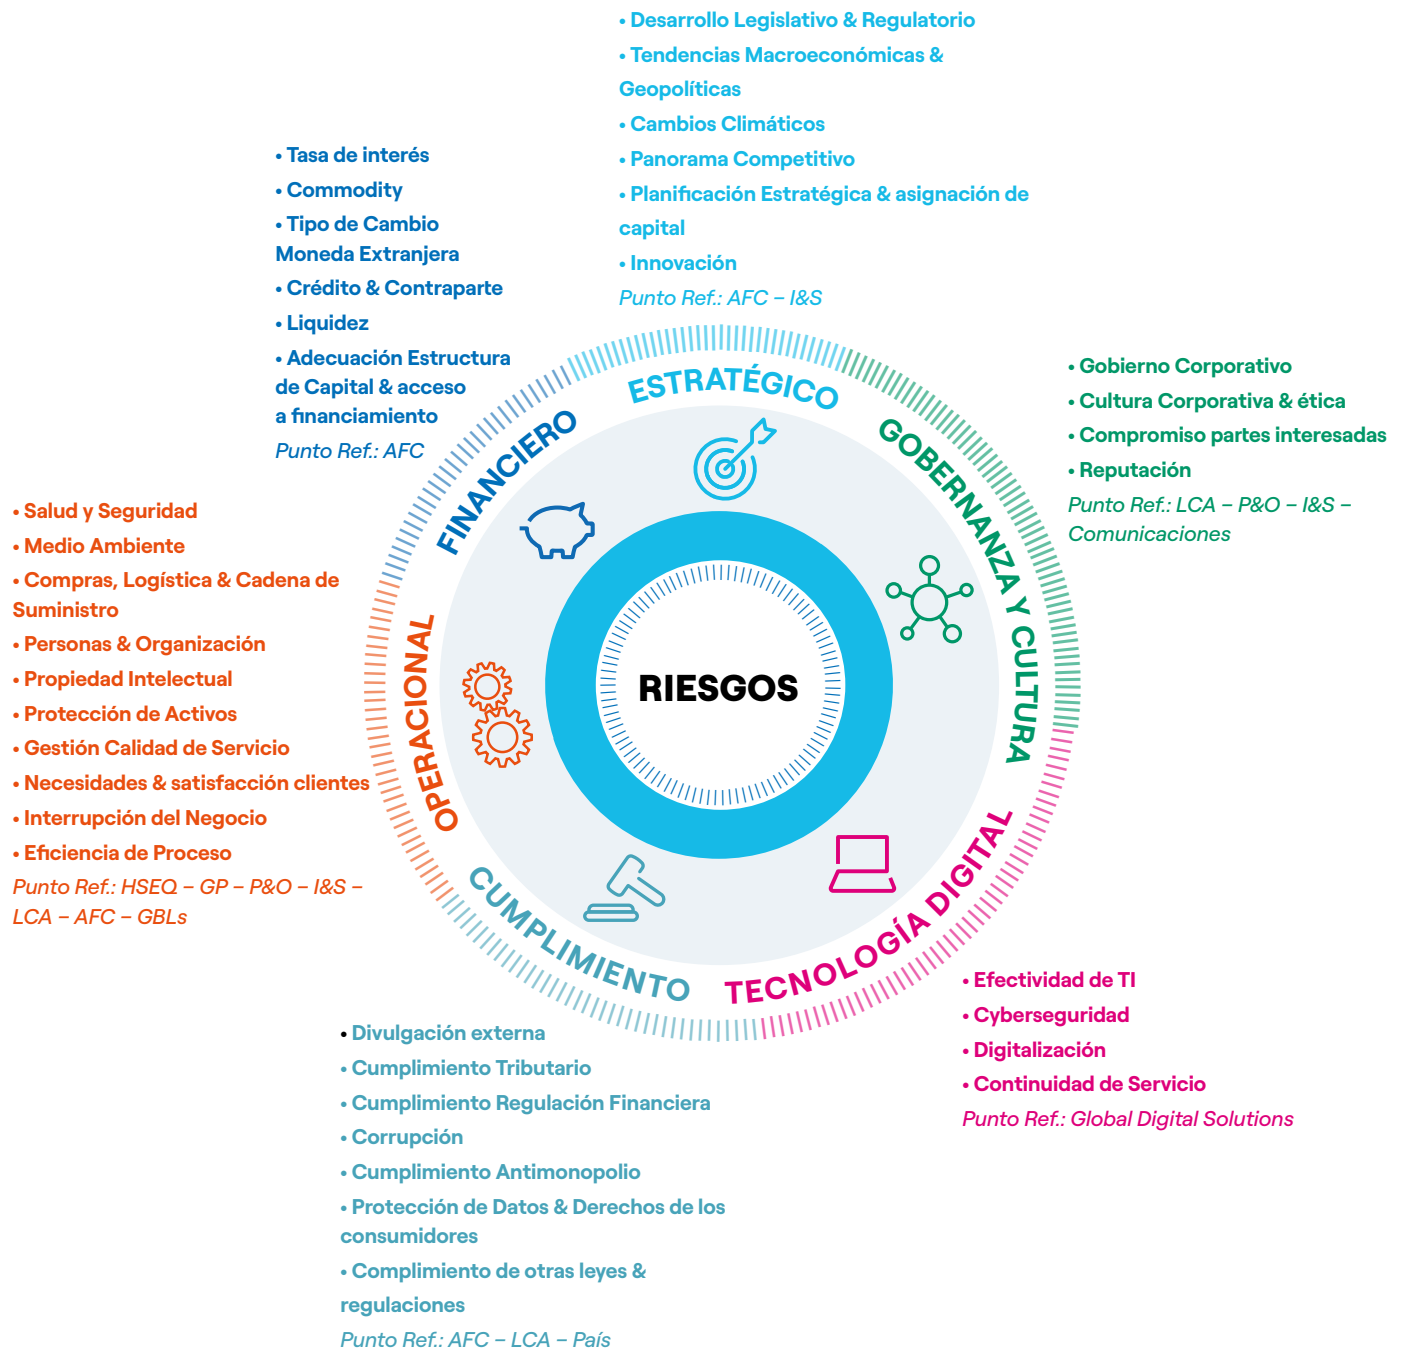 • Desarrollo Legislativo & Regulatorio
• Tendencias Macroeconómicas &
Geopolíticas
• Cambios Climáticos
• Panorama Competitivo
• Planificación Estratégica & asignación de
capital
• Innovación
Punto Ref.: AFC – I&S
• Tasa de interés
• Commodity
• Tipo de Cambio
Moneda Extranjera
• Crédito & Contraparte
• Liquidez
• Adecuación Estructura
de Capital & acceso
a financiamiento
Punto Ref.: AFC
• Gobierno Corporativo
• Cultura Corporativa & ética
• Compromiso partes interesadas
• Reputación
Punto Ref.: LCA – P&O – I&S –
Comunicaciones
• Salud y Seguridad
• Medio Ambiente
• Compras, Logística & Cadena de
Suministro
• Personas & Organización
• Propiedad Intelectual
• Protección de Activos
• Gestión Calidad de Servicio
• Necesidades & satisfacción clientes
• Interrupción del Negocio
• Eficiencia de Proceso
Punto Ref.: HSEQ – GP – P&O – I&S –
LCA – AFC – GBLs
ESTRATÉGICO
FINANCIERO
GOBERNANZA Y CULTURA
OPERACIONAL
RIESGOS
CUMPLIMIENTO
TECNOLOGÍA DIGITAL
• Efectividad de TI
• Cyberseguridad
• Digitalización
• Continuidad de Servicio
Punto Ref.: Global Digital Solutions
• Divulgación externa
• Cumplimiento Tributario
• Cumplimiento Regulación Financiera
• Corrupción
• Cumplimiento Antimonopolio
• Protección de Datos & Derechos de los
consumidores
• Complimiento de otras leyes &
regulaciones
Punto Ref.: AFC – LCA – País